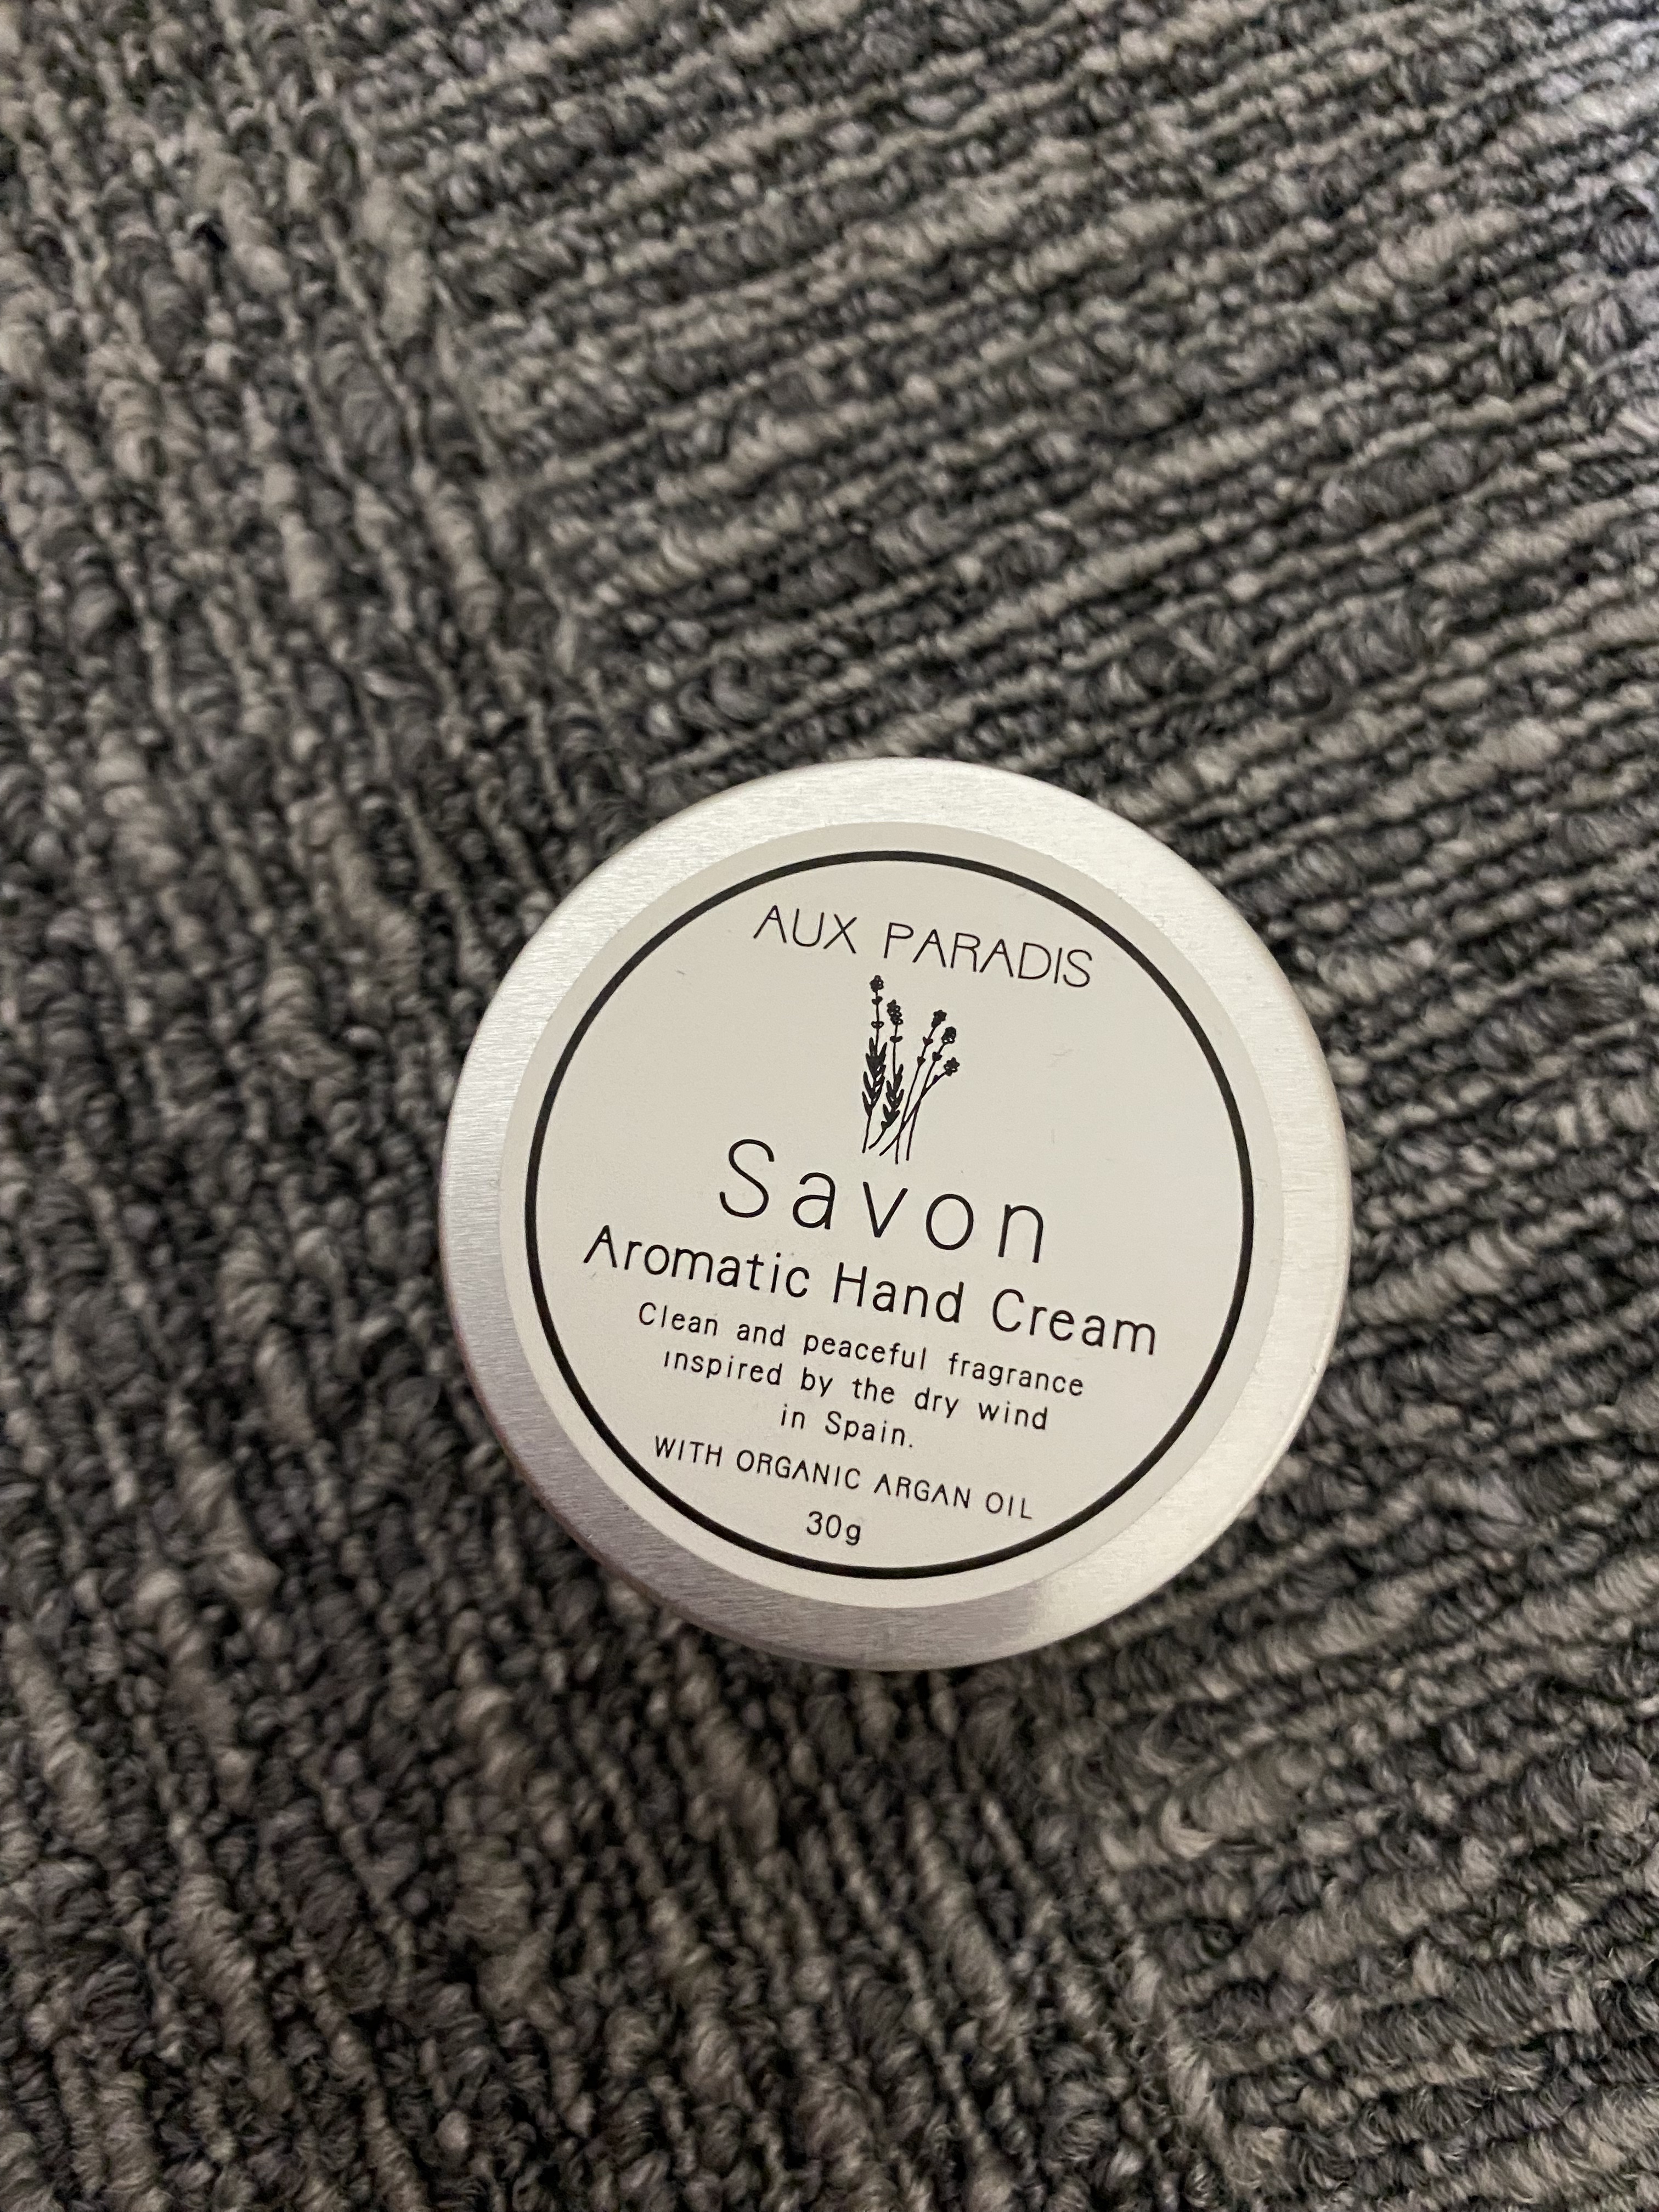 AUX PARADIS
Savon
Aromatic Hand Cream
Clean and peaceful fragrance
inspired by the dry wind
in Spain.
WITH ORGANIC ARGAN OIL
30g